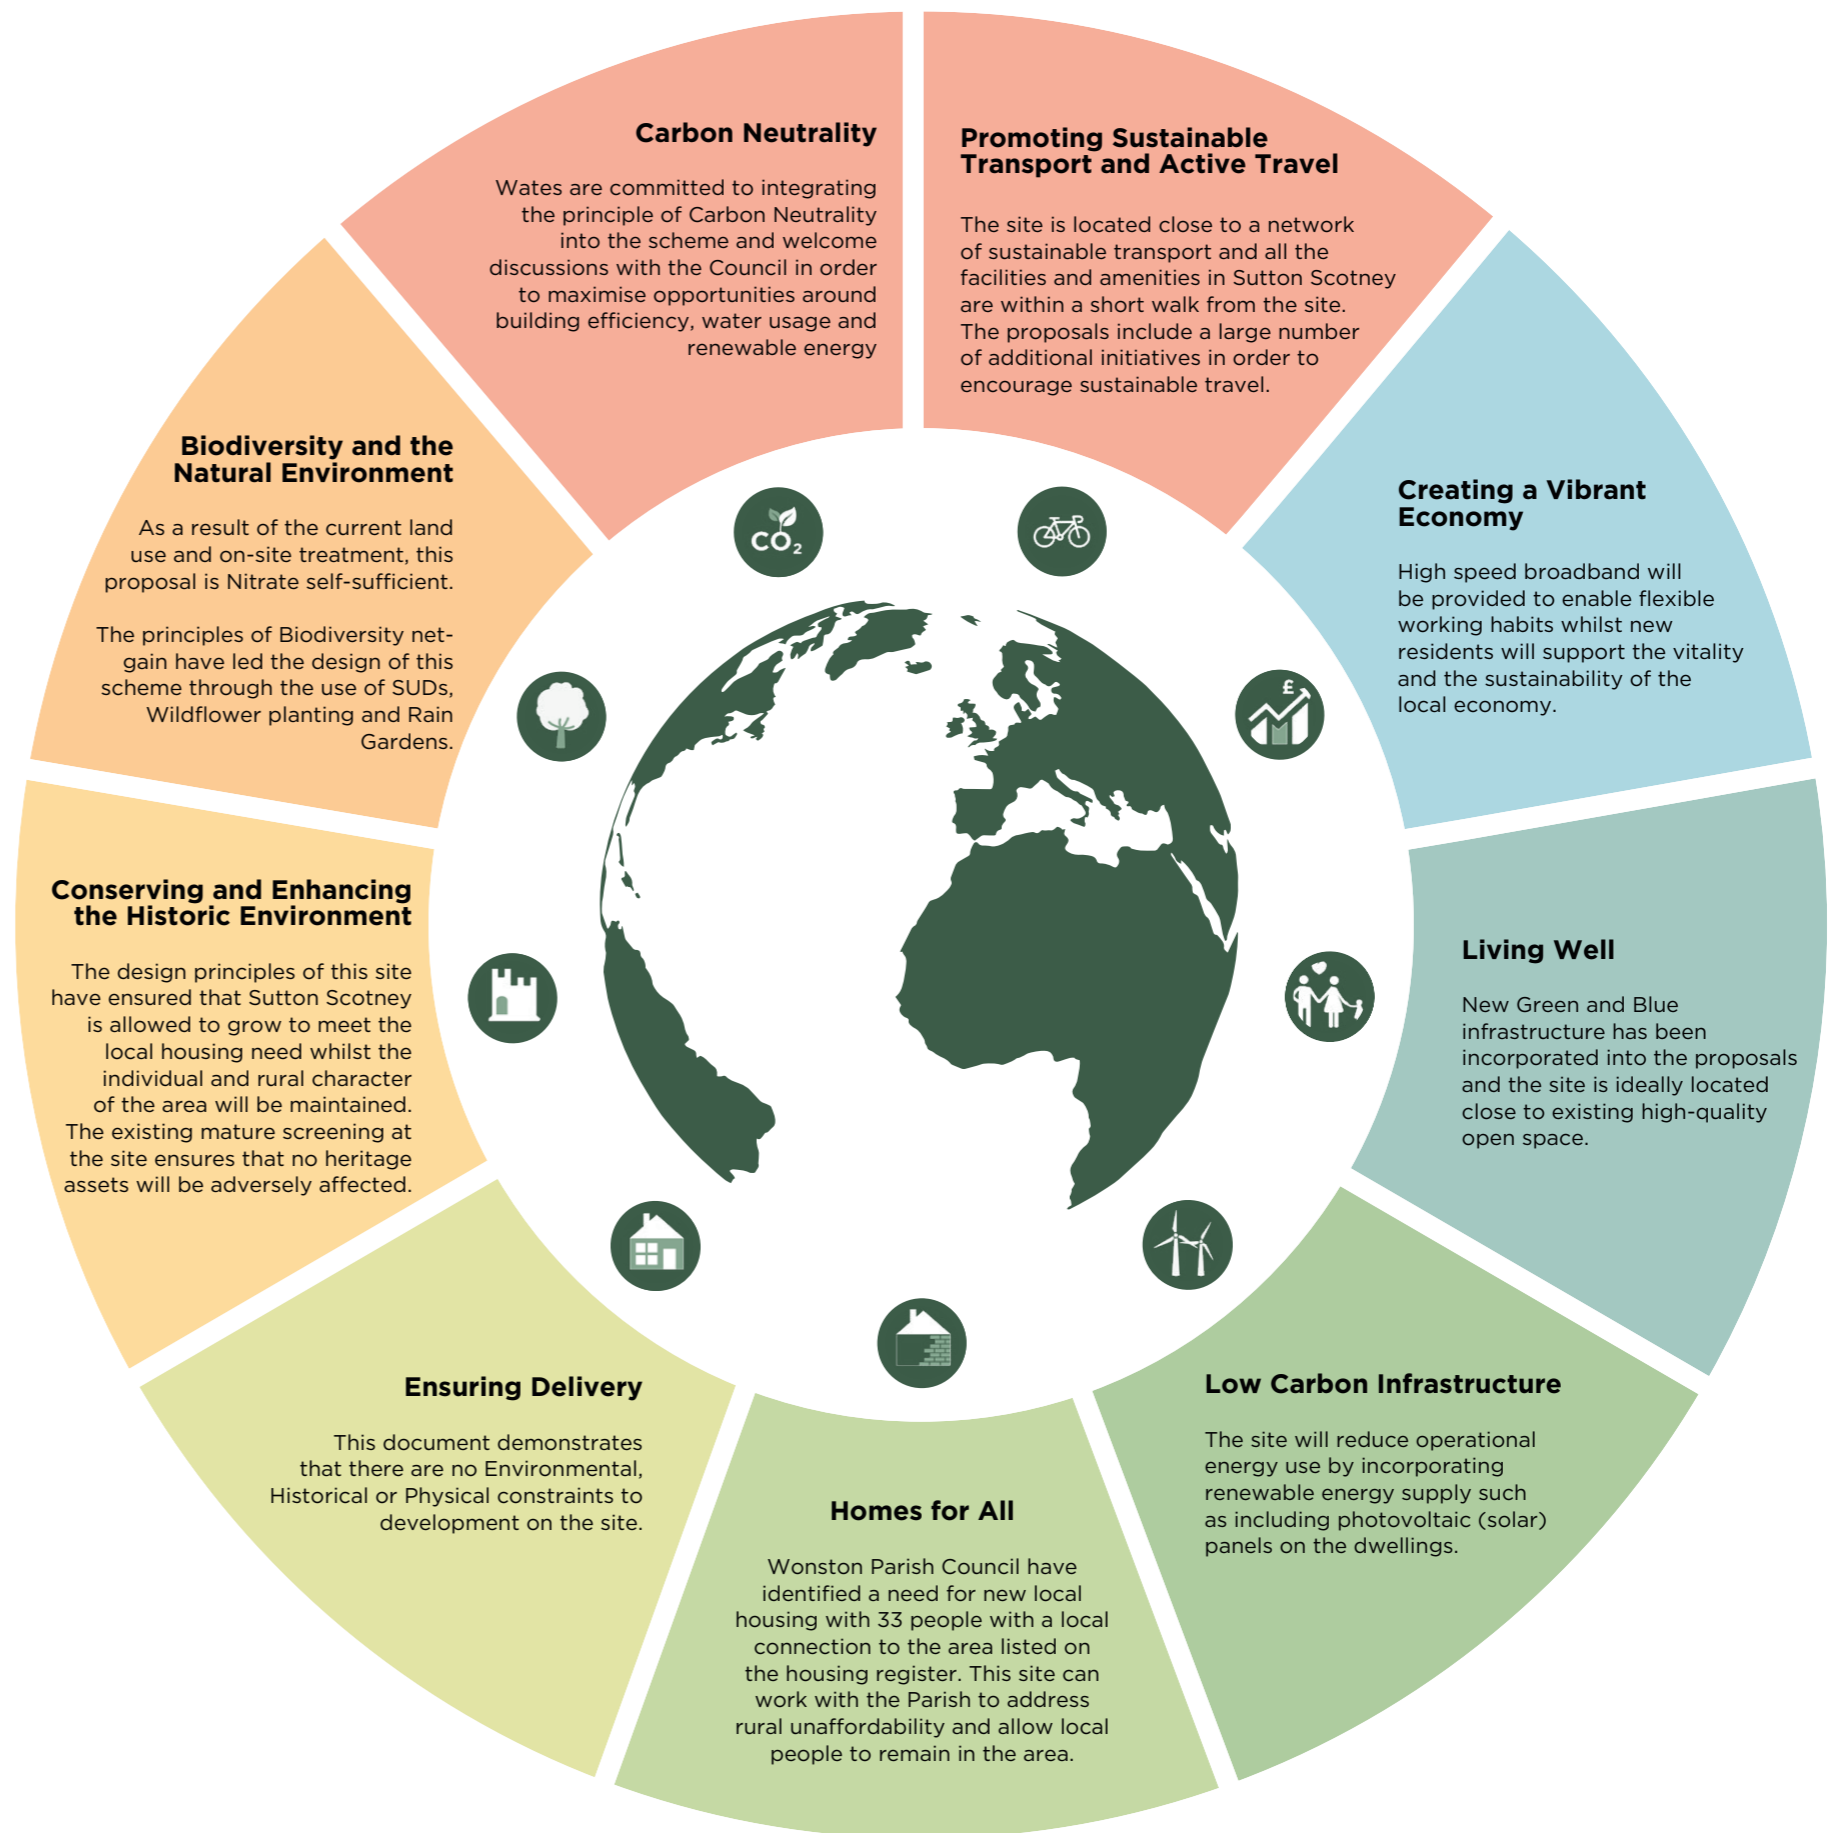 Carbon Neutrality
Wates are committed to integrating
the principle of Carbon Neutrality
into the scheme and welcome
discussions with the Council in order
to maximise opportunities around
building efficiency, water usage and
renewable energy
Promoting Sustainable
Transport and Active Travel
The site is located close to a network
of sustainable transport and all the
facilities and amenities in Sutton Scotney
are within a short walk from the site.
The proposals include a large number
of additional initiatives in order to
encourage sustainable travel.
Creating a Vibrant
Economy
High speed broadband will
be provided to enable flexible
working habits whilst new
residents will support the vitality
and the sustainability of the
local economy.
Living Well
New Green and Blue
infrastructure has been
incorporated into the proposals
and the site is ideally located
close to existing high-quality
open space.
Low Carbon Infrastructure
The site will reduce operational
energy use by incorporating
renewable energy supply such
as including photovoltaic (solar)
panels on the dwellings.
Homes for All
Wonston Parish Council have
identified a need for new local
housing with 33 people with a local
connection to the area listed on
the housing register. This site can
work with the Parish to address
rural unaffordability and allow local
people to remain in the area.
Ensuring Delivery
This document demonstrates
that there are no Environmental,
Historical or Physical constraints to
development on the site.
Conserving and Enhancing
the Historic Environment
The design principles of this site
have ensured that Sutton Scotney
is allowed to grow to meet the
local housing need whilst the
individual and rural character
of the area will be maintained.
The existing mature screening at
the site ensures that no heritage
assets will be adversely affected.
Biodiversity and the
Natural Environment
As a result of the current land
use and on-site treatment, this
proposal is Nitrate self-sufficient.
The principles of Biodiversity net-
gain have led the design of this
scheme through the use of SUDs,
Wildflower planting and Rain
Gardens.
CO₂
£